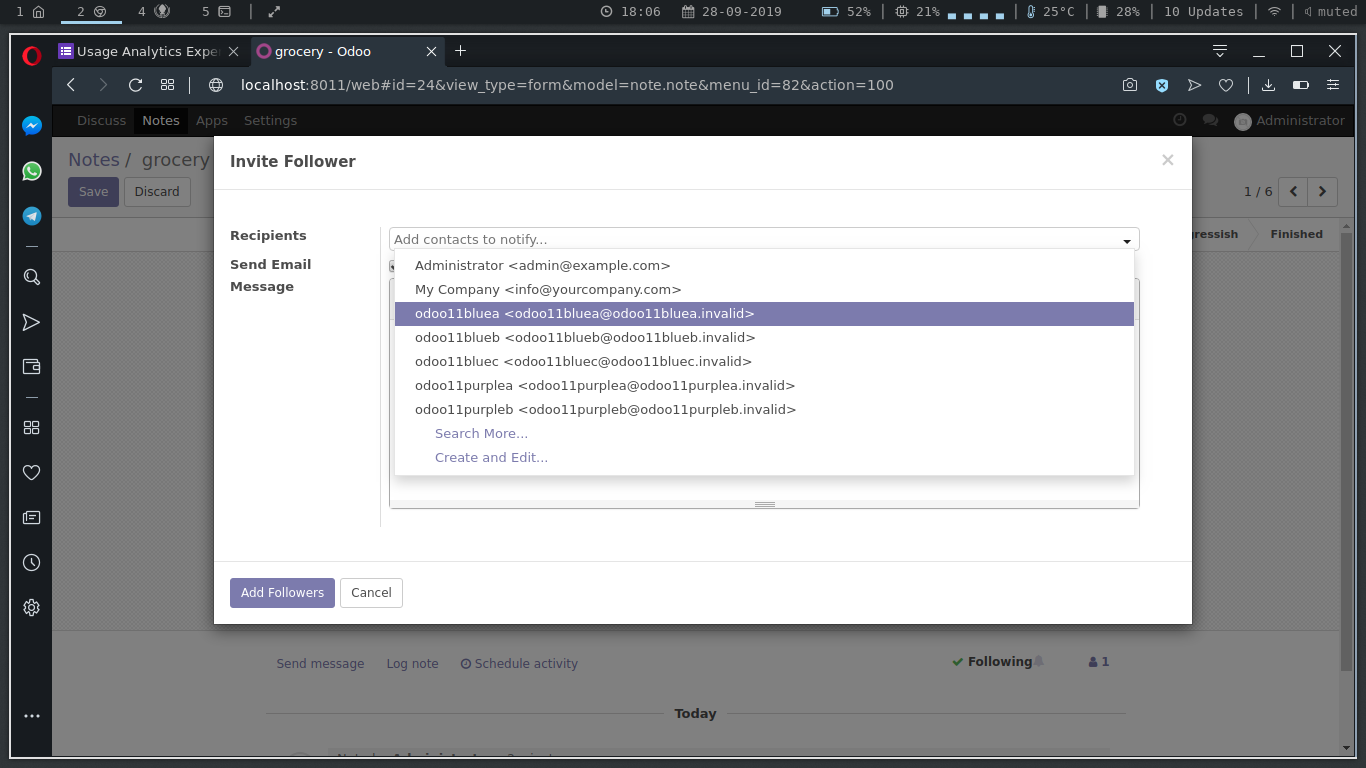 1 2 4 5 18:06 28-09-2019 52% 21% 25°C 28% 10 Updates muted
Usage Analytics Expe grocery - Odoo
localhost:8011/web#id=24&view_type=form&model=note.note&menu_id=82&action=100
Discuss Notes Apps Settings Administrator
Notes / grocery
Save Discard 1 / 6
Invite Follower
gressish Finished
Recipients Add contacts to notify...
Send Email
Message
Administrator <admin@example.com>
My Company <info@yourcompany.com>
odoo11bluea <odoo11bluea@odoo11bluea.invalid>
odoo11blueb <odoo11blueb@odoo11blueb.invalid>
odoo11bluec <odoo11bluec@odoo11bluec.invalid>
odoo11purplea <odoo11purplea@odoo11purplea.invalid>
odoo11purpleb <odoo11purpleb@odoo11purpleb.invalid>
Search More...
Create and Edit...
Add Followers Cancel
Send message Log note Schedule activity Following 1
Today